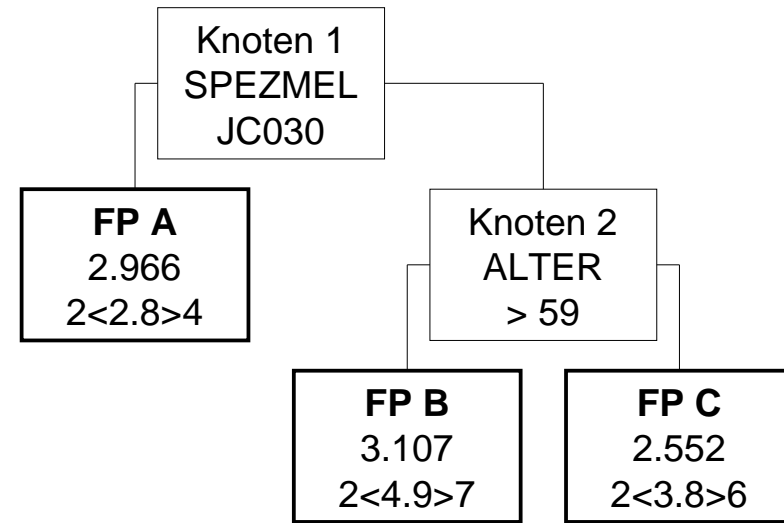 Knoten 1
SPEZMEL
JC030
FP A
2.966
2<2.8>4
Knoten 2
ALTER
> 59
FP B
3.107
2<4.9>7
FP C
2.552
2<3.8>6